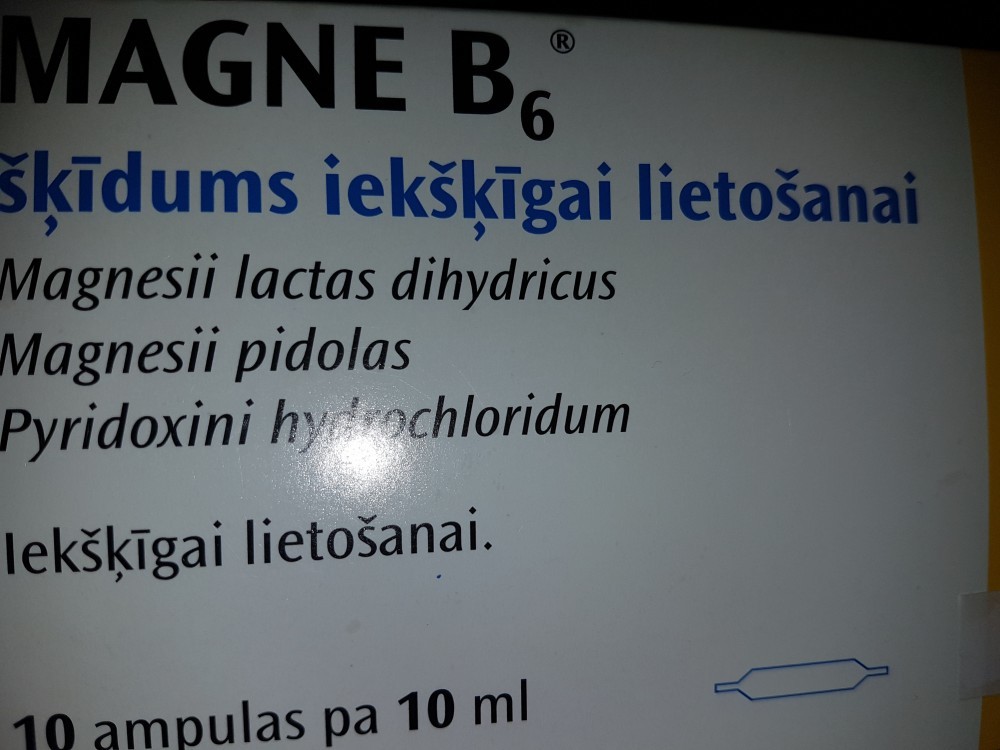 MAGNE B6®
šķīdums iekšķīgai lietošanai
Magnesii lactas dihydricus
Magnesii pidolas
Pyridoxini hydrochloridum
Iekšķīgai lietošanai.
10 ampulas pa 10 ml